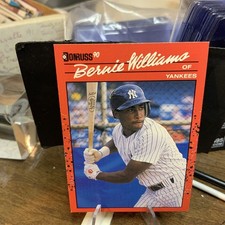 DONRUSS 90
Bernie Williams
OF
YANKEES